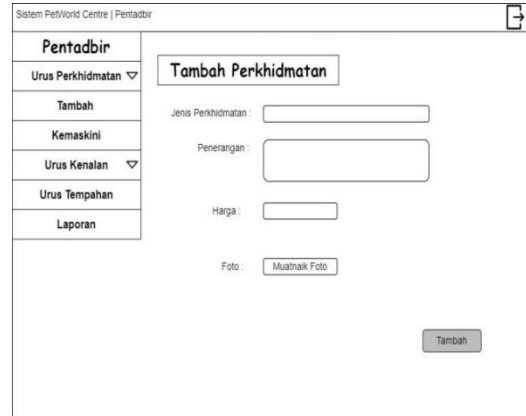 Sistem PetWorld Centre | Pentadbir
Pentadbir
Urus Perkhidmatan
Tambah
Kemaskini
Urus Kenalan
Urus Tempahan
Laporan
Tambah Perkhidmatan
Jenis Perkhidmatan :
Penerangan :
Harga :
Foto :
Muatnaik Foto
Tambah